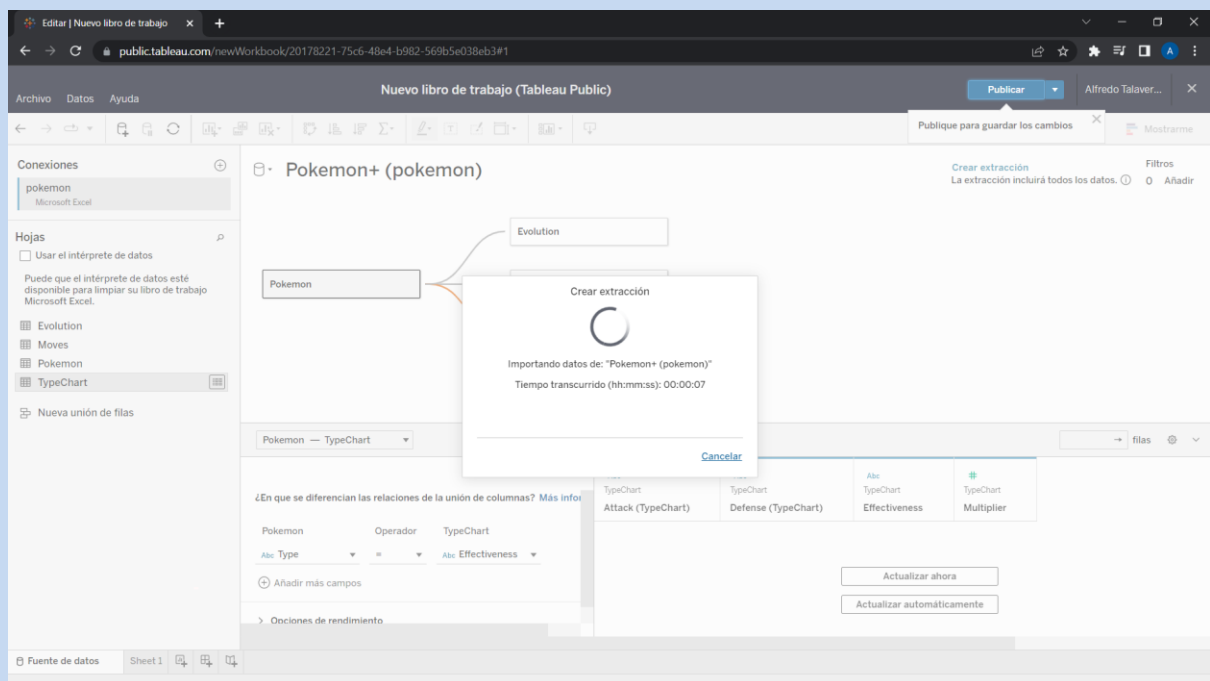 Editar | Nuevo libro de trabajo
public.tableau.com/newWorkbook/20178221-75c6-48e4-b982-569b5e038eb3#1
A
Archivo Datos Ayuda
Nuevo libro de trabajo (Tableau Public)
Publicar
Alfredo Talaver...
Publique para guardar los cambios
Mostrarme
Conexiones
pokemon
Microsoft Excel
Hojas
Usar el intérprete de datos
Puede que el intérprete de datos esté
disponible para limpiar su libro de trabajo
Microsoft Excel.
Evolution
Moves
Pokemon
TypeChart
Nueva unión de filas
Pokemon+ (pokemon)
Crear extracción
La extracción incluirá todos los datos.
Filtros
0 Añadir
Evolution
Pokemon
Crear extracción
Importando datos de: "Pokemon+ (pokemon)"
Tiempo transcurrido (hh:mm:ss): 00:00:07
Cancelar
Pokemon — TypeChart
filas
¿En que se diferencian las relaciones de la unión de columnas? Más infor
Pokemon Operador TypeChart
Abc Type = Abc Effectiveness
Añadir más campos
Opciones de rendimiento
TypeChart
Attack (TypeChart)
TypeChart
Defense (TypeChart)
Abc
TypeChart
Effectiveness
#
TypeChart
Multiplier
Actualizar ahora
Actualizar automáticamente
Fuente de datos
Sheet 1